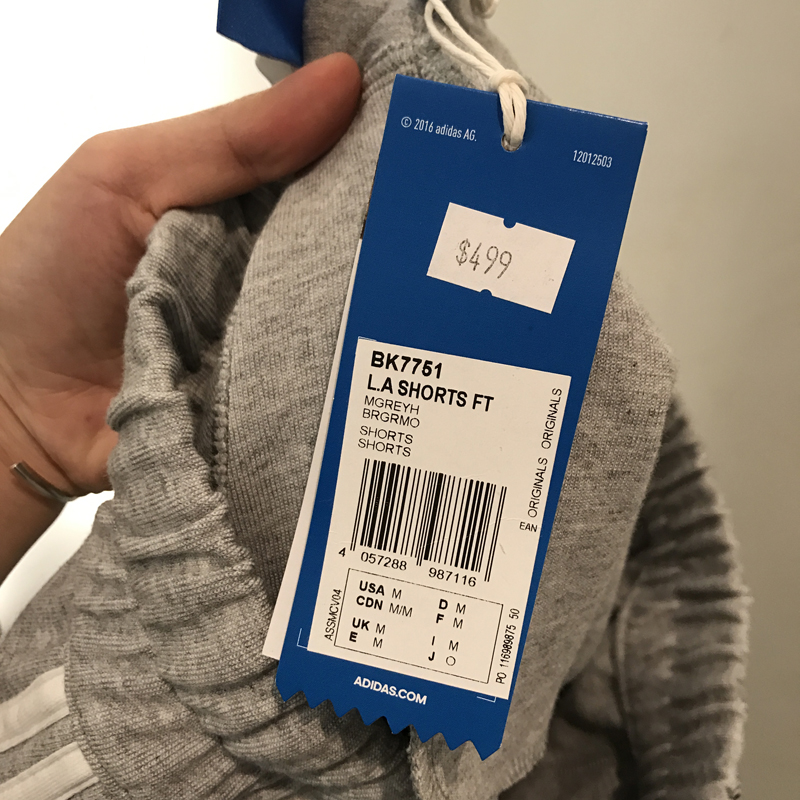 © 2016 adidas AG.
12012503
$499
BK7751
L.A SHORTS FT
MGREYH
BRGRMO
SHORTS
SHORTS
ORIGINALS
ORIGINALS
EAN
4 057288 987116
ASSMCV04
USA M
CDN M/M
UK M
E M
D M
F M
I M
J O
PO 116989875 50
ADIDAS.COM